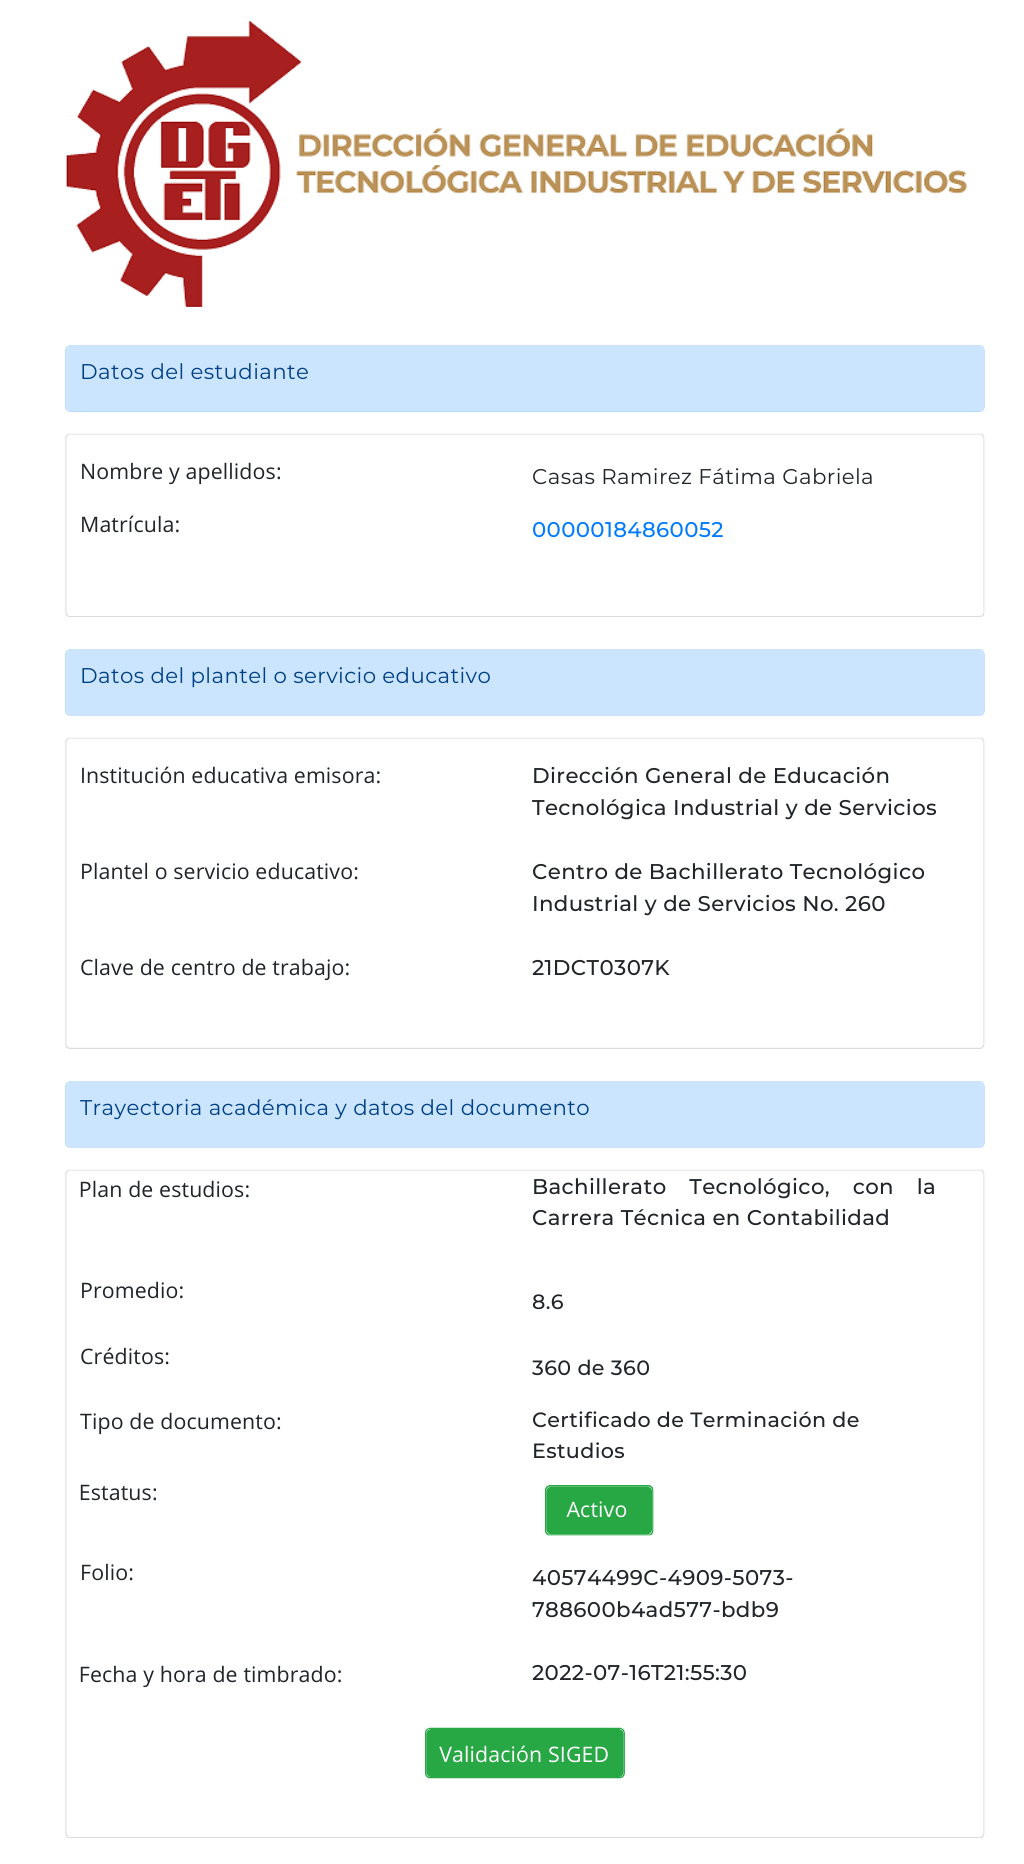 DG
ETI
DIRECCIÓN GENERAL DE EDUCACIÓN
TECNOLÓGICA INDUSTRIAL Y DE SERVICIOS
Datos del estudiante
Nombre y apellidos: Casas Ramirez Fátima Gabriela
Matrícula: 00000184860052
Datos del plantel o servicio educativo
Institución educativa emisora: Dirección General de Educación
Tecnológica Industrial y de Servicios
Plantel o servicio educativo: Centro de Bachillerato Tecnológico
Industrial y de Servicios No. 260
Clave de centro de trabajo: 21DCT0307K
Trayectoria académica y datos del documento
Plan de estudios: Bachillerato Tecnológico, con la
Carrera Técnica en Contabilidad
Promedio: 8.6
Créditos: 360 de 360
Tipo de documento: Certificado de Terminación de
Estudios
Estatus: Activo
Folio: 40574499C-4909-5073-
788600b4ad577-bdb9
Fecha y hora de timbrado: 2022-07-16T21:55:30
Validación SIGED